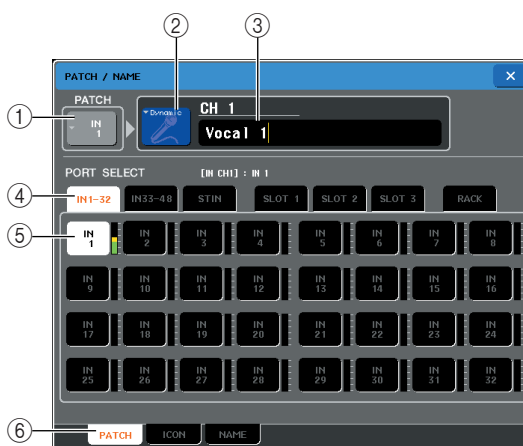 ② ③
PATCH / NAME ×
PATCH
① IN 1
Dynamic
CH 1
Vocal 1
PORT SELECT [IN CH1] : IN 1
④ IN1-32 IN33-48 STIN SLOT 1 SLOT 2 SLOT 3 RACK
⑤ IN 1 IN 2 IN 3 IN 4 IN 5 IN 6 IN 7 IN 8
IN 9 IN 10 IN 11 IN 12 IN 13 IN 14 IN 15 IN 16
IN 17 IN 18 IN 19 IN 20 IN 21 IN 22 IN 23 IN 24
IN 25 IN 26 IN 27 IN 28 IN 29 IN 30 IN 31 IN 32
⑥ PATCH ICON NAME